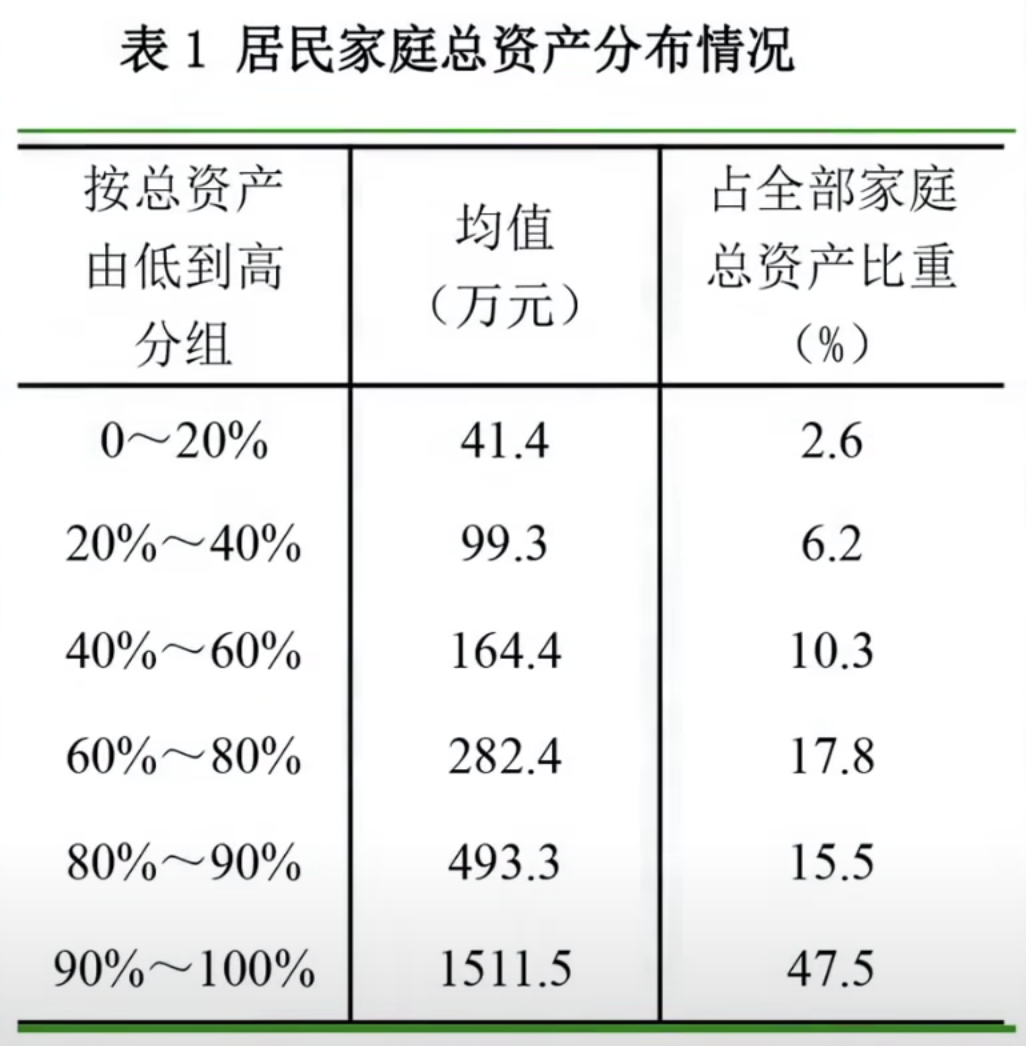 表1 居民家庭总资产分布情况
按总资产
由低到高
分组
均值
（万元）
占全部家庭
总资产比重
（%）
0～20% 41.4 2.6
20%～40% 99.3 6.2
40%～60% 164.4 10.3
60%～80% 282.4 17.8
80%～90% 493.3 15.5
90%～100% 1511.5 47.5